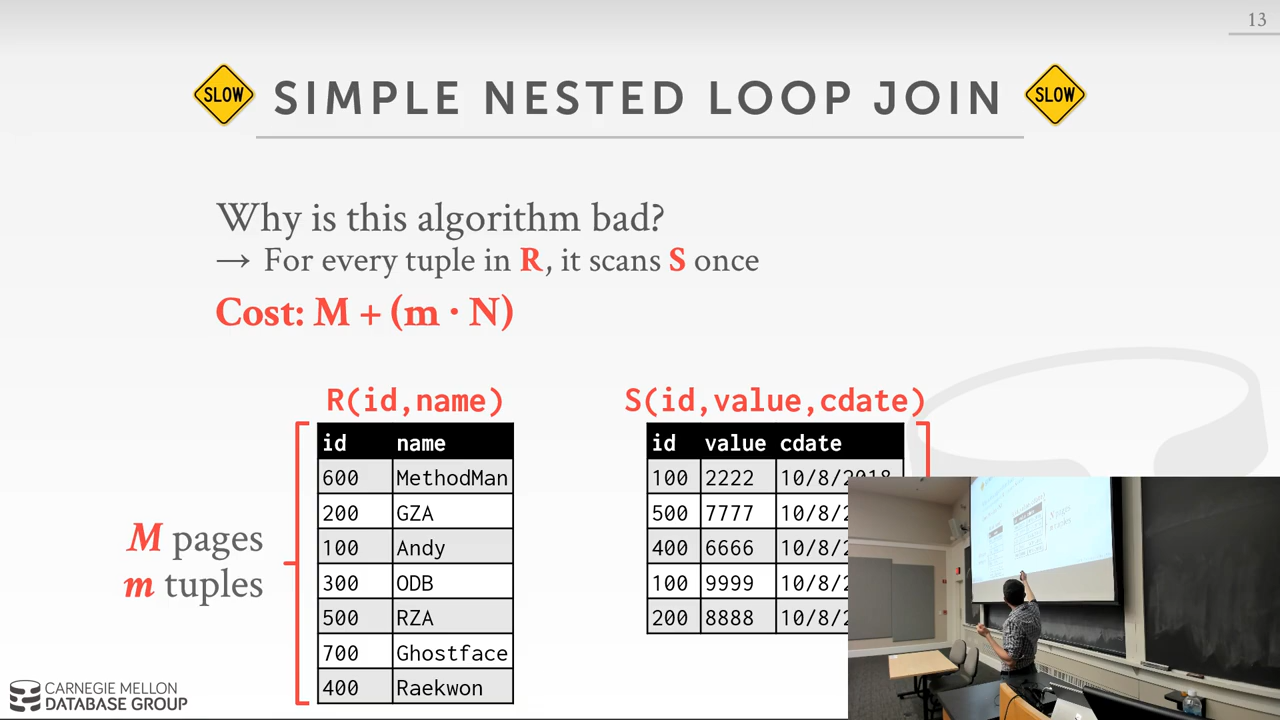 13
SLOW SIMPLE NESTED LOOP JOIN SLOW
Why is this algorithm bad?
→ For every tuple in R, it scans S once
Cost: M + (m · N)
R(id,name)
S(id,value,cdate)
id name
600 MethodMan
200 GZA
100 Andy
300 ODB
500 RZA
700 Ghostface
400 Raekwon
M pages
m tuples
id value cdate
100 2222 10/8/2018
500 7777 10/8/2
400 6666 10/8/2
100 9999 10/8/2
200 8888 10/8/2
N pages
CARNEGIE MELLON
DATABASE GROUP